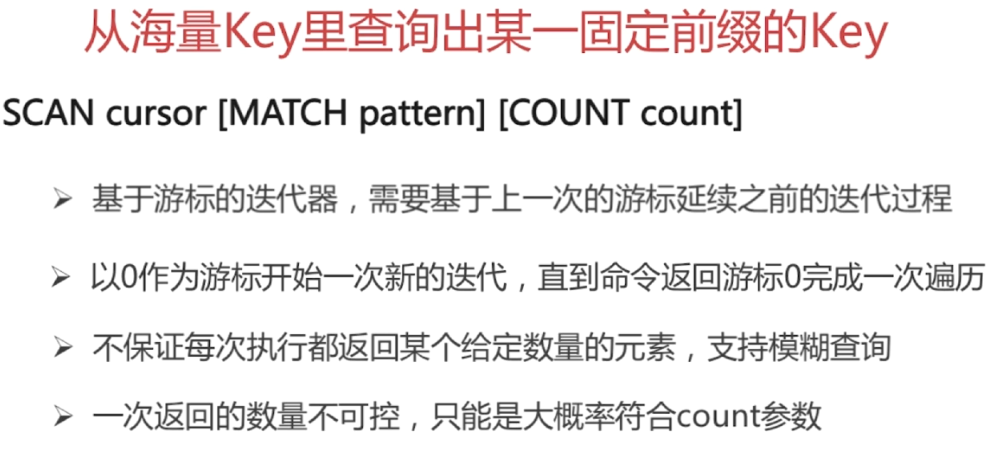 从海量Key里查询出某一固定前缀的Key
SCAN cursor [MATCH pattern] [COUNT count]
➢ 基于游标的迭代器，需要基于上一次的游标延续之前的迭代过程
➢ 以0作为游标开始一次新的迭代，直到命令返回游标0完成一次遍历
➢ 不保证每次执行都返回某个给定数量的元素，支持模糊查询
➢ 一次返回的数量不可控，只能是大概率符合count参数